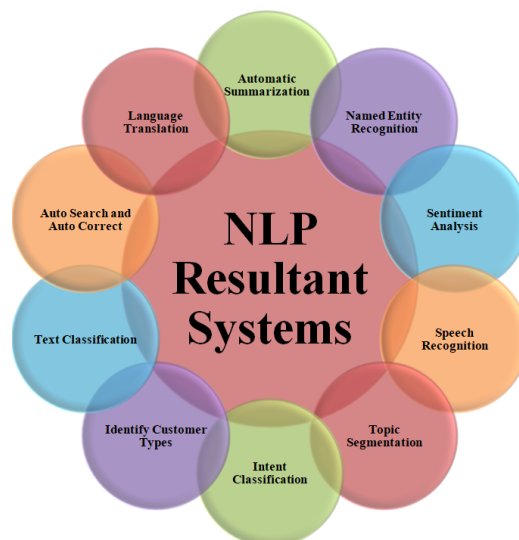 Automatic
Summarization
Named Entity
Recognition
Sentiment
Analysis
Speech
Recognition
Topic
Segmentation
Intent
Classification
Identify Customer
Types
Text Classification
Auto Search and
Auto Correct
Language
Translation
NLP
Resultant
Systems